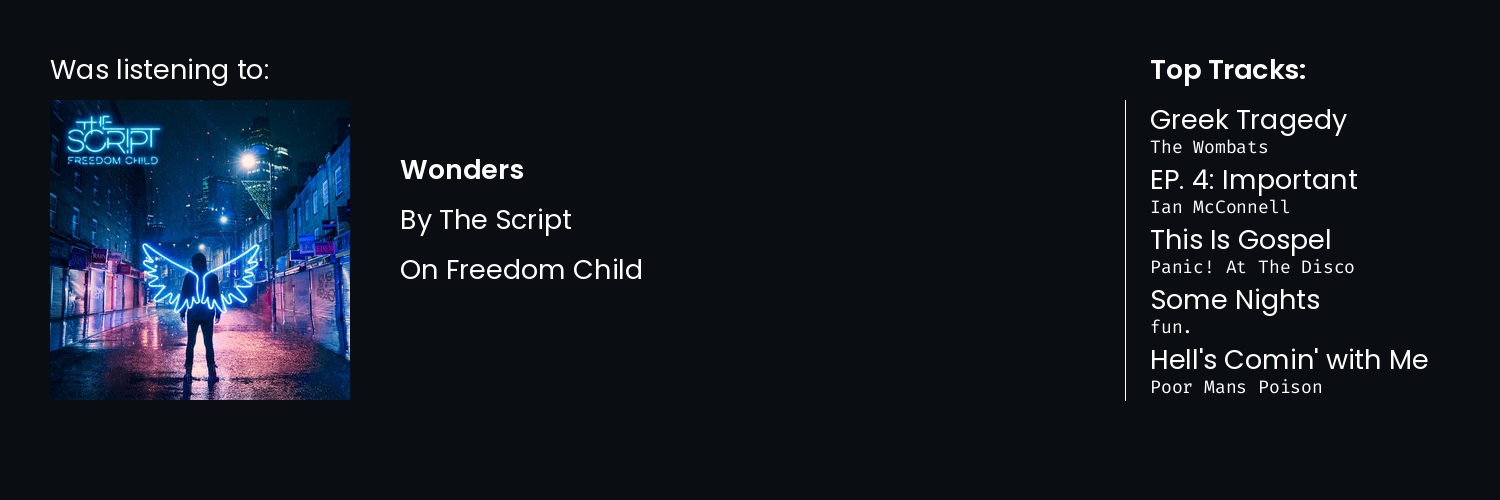 Was listening to:
THE
SCRIPT
FREEDOM CHILD
Wonders
By The Script
On Freedom Child
Top Tracks:
Greek Tragedy
The Wombats
EP. 4: Important
Ian McConnell
This Is Gospel
Panic! At The Disco
Some Nights
fun.
Hell's Comin' with Me
Poor Mans Poison